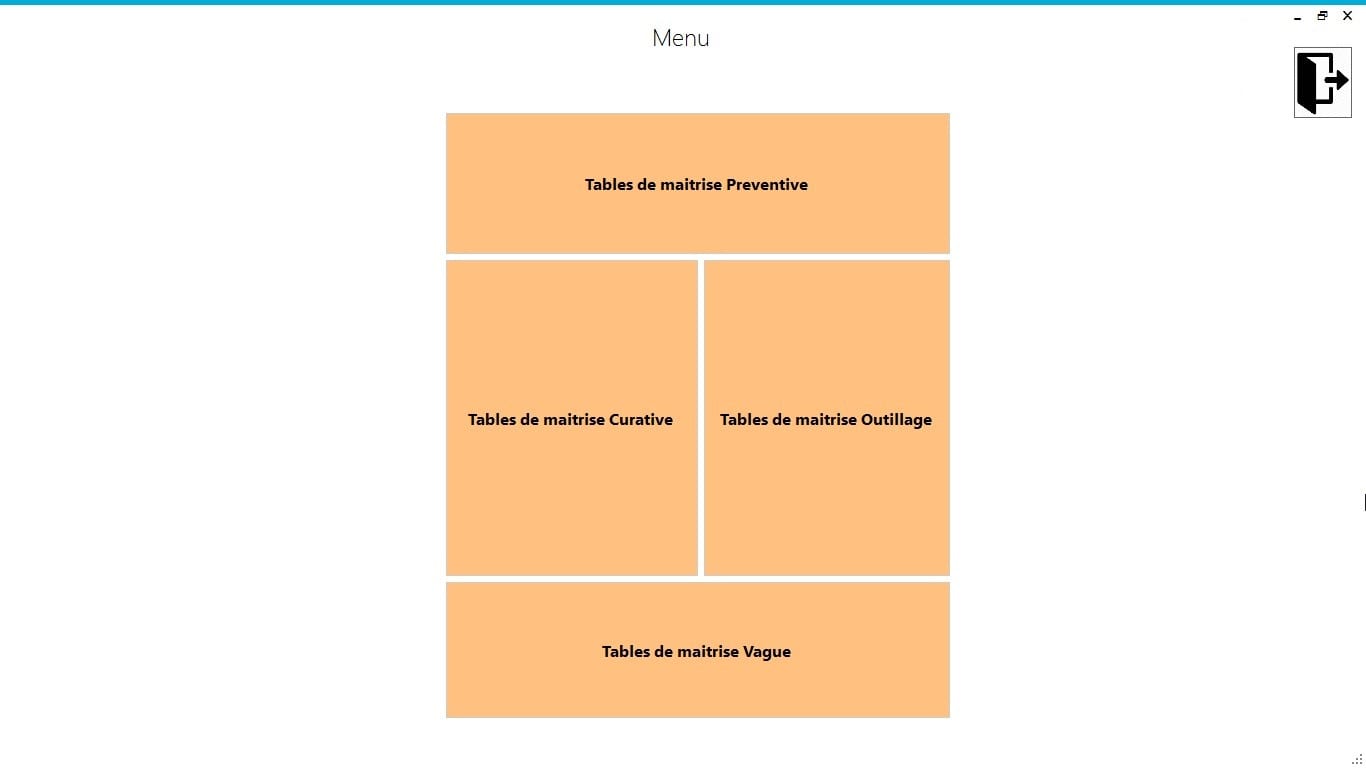 Menu
Tables de maitrise Preventive
Tables de maitrise Curative
Tables de maitrise Outillage
Tables de maitrise Vague